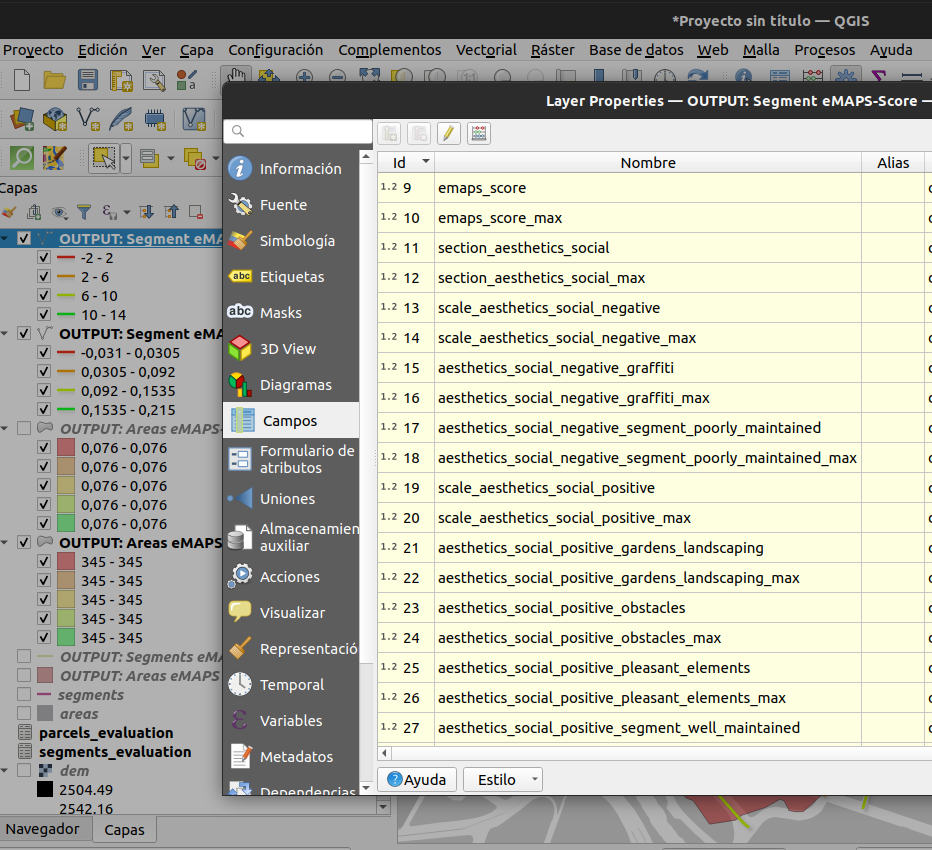 *Proyecto sin título — QGIS
Proyecto Edición Ver Capa Configuración Complementos Vectorial Ráster Base de datos Web Malla Procesos Ayuda
Layer Properties — OUTPUT: Segment eMAPS-Score —
Capas
OUTPUT: Segment eMA
-2 - 2
2 - 6
6 - 10
10 - 14
OUTPUT: Segment eMA
-0,031 - 0,0305
0,0305 - 0,092
0,092 - 0,1535
0,1535 - 0,215
OUTPUT: Areas eMAPS-
0,076 - 0,076
0,076 - 0,076
0,076 - 0,076
0,076 - 0,076
0,076 - 0,076
OUTPUT: Areas eMAPS
345 - 345
345 - 345
345 - 345
345 - 345
345 - 345
OUTPUT: Segments eMA
OUTPUT: Areas eMAPS
segments
areas
parcels_evaluation
segments_evaluation
dem
2504.49
2542.16
Navegador Capas
Información
Fuente
Simbología
abc Etiquetas
abc Masks
3D View
Diagramas
Campos
Formulario de
atributos
Uniones
Almacenamien
auxiliar
Acciones
Visualizar
Representació
Temporal
Variables
Metadatos
Dependencias
Id Nombre Alias
1.2 9 emaps_score
1.2 10 emaps_score_max
1.2 11 section_aesthetics_social
1.2 12 section_aesthetics_social_max
1.2 13 scale_aesthetics_social_negative
1.2 14 scale_aesthetics_social_negative_max
1.2 15 aesthetics_social_negative_graffiti
1.2 16 aesthetics_social_negative_graffiti_max
1.2 17 aesthetics_social_negative_segment_poorly_maintained
1.2 18 aesthetics_social_negative_segment_poorly_maintained_max
1.2 19 scale_aesthetics_social_positive
1.2 20 scale_aesthetics_social_positive_max
1.2 21 aesthetics_social_positive_gardens_landscaping
1.2 22 aesthetics_social_positive_gardens_landscaping_max
1.2 23 aesthetics_social_positive_obstacles
1.2 24 aesthetics_social_positive_obstacles_max
1.2 25 aesthetics_social_positive_pleasant_elements
1.2 26 aesthetics_social_positive_pleasant_elements_max
1.2 27 aesthetics_social_positive_segment_well_maintained
Ayuda Estilo